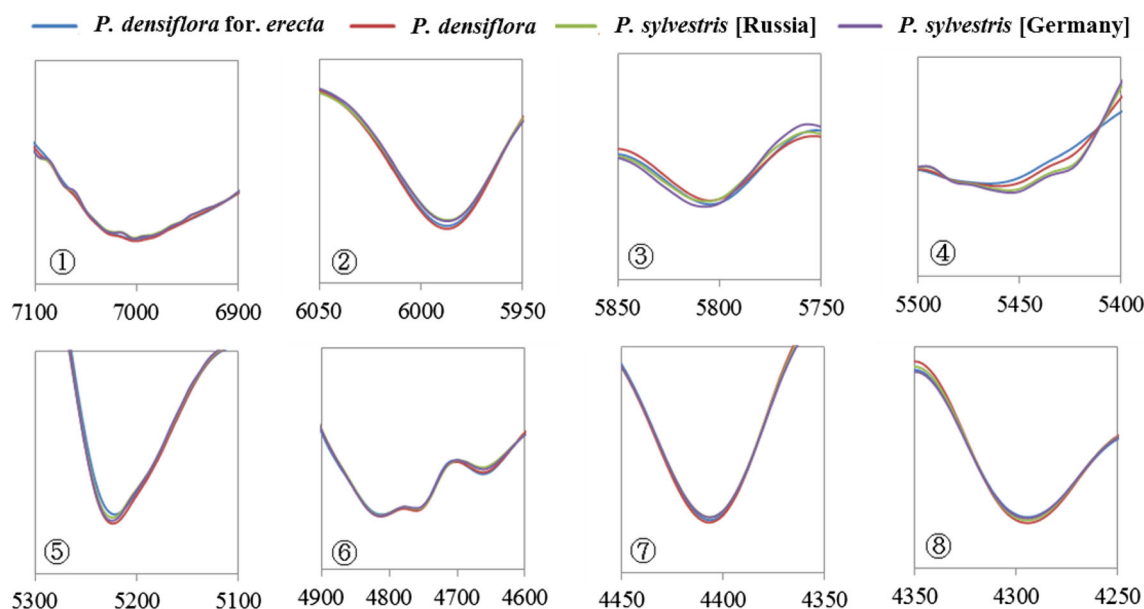 P. densiflora for. erecta P. densiflora P. sylvestris [Russia] P. sylvestris [Germany]
① ② ③ ④
7100 7000 6900 6050 6000 5950 5850 5800 5750 5500 5450 5400
⑤ ⑥ ⑦ ⑧
5300 5200 5100 4900 4800 4700 4600 4450 4400 4350 4350 4300 4250